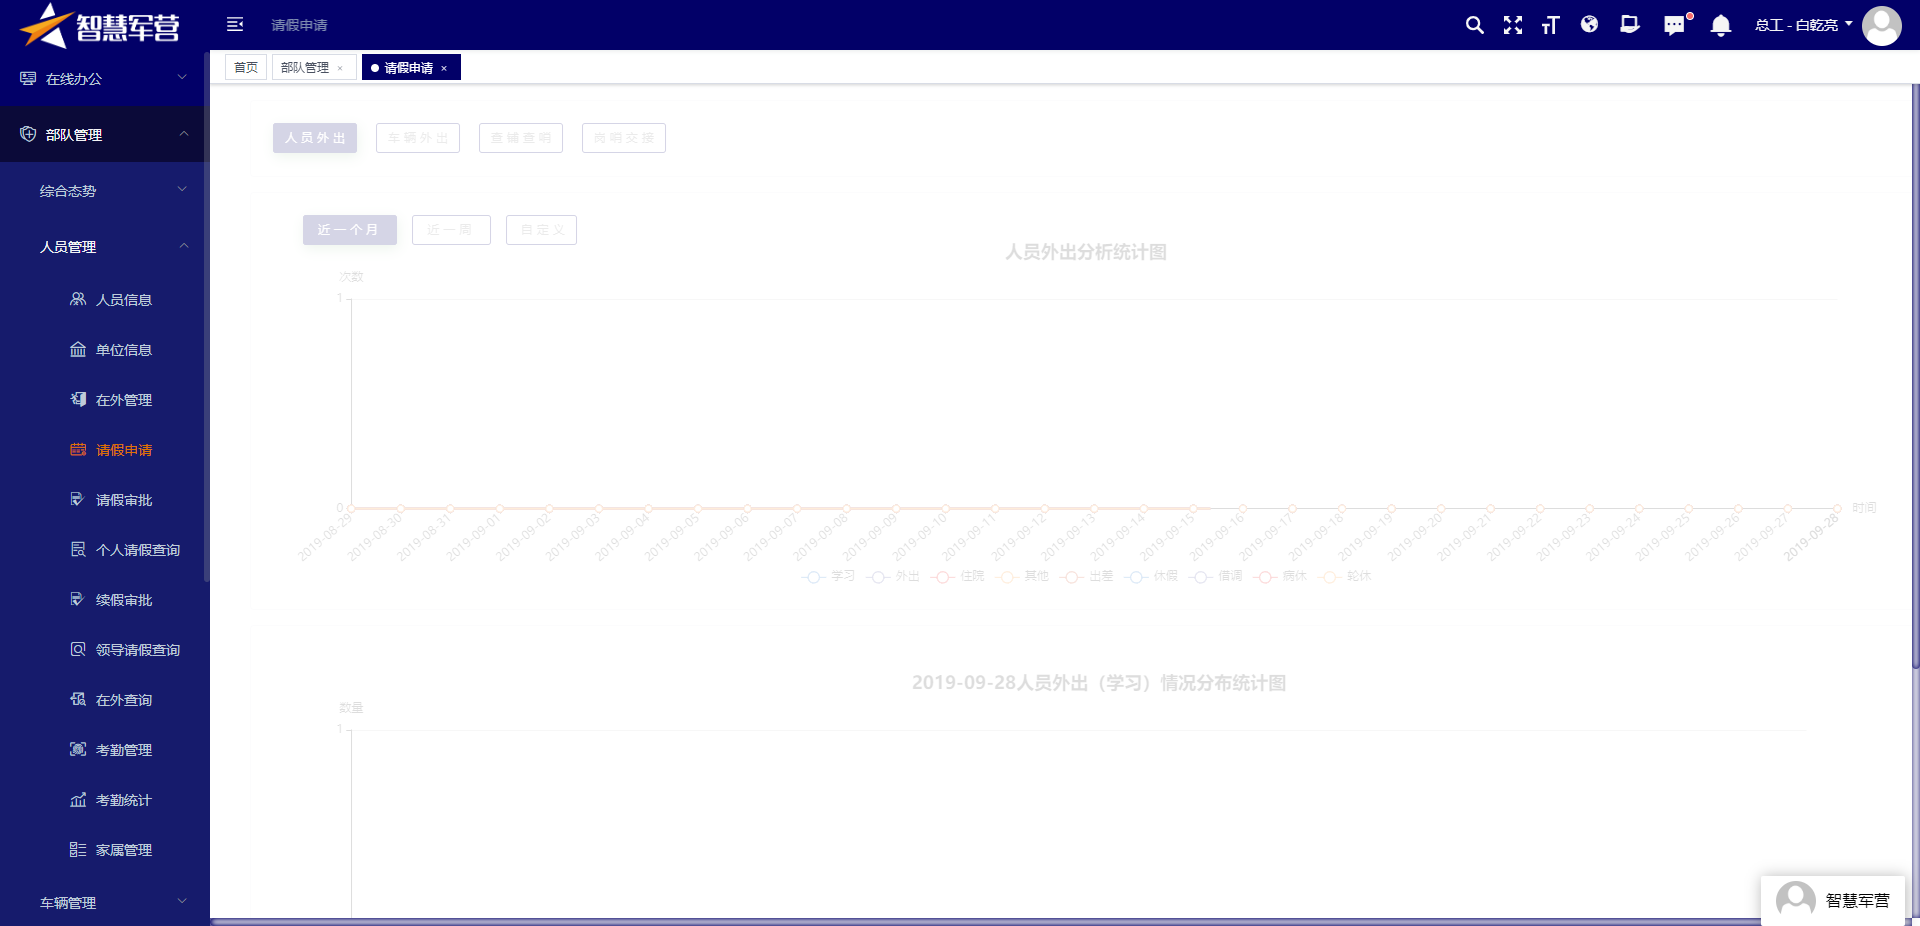 智慧军营
请假申请
总工 - 白乾亮
首页
部队管理 ×
请假申请 ×
在线办公
部队管理
综合态势
人员管理
人员信息
单位信息
在外管理
请假申请
请假审批
个人请假查询
续假审批
领导请假查询
在外查询
考勤管理
考勤统计
家属管理
车辆管理
人员外出
车辆外出
查铺查哨
岗哨交接
近一个月
近一周
自定义
人员外出分析统计图
次数
1
0
时间
2019-08-29
2019-08-30
2019-08-31
2019-09-01
2019-09-02
2019-09-03
2019-09-04
2019-09-05
2019-09-06
2019-09-07
2019-09-08
2019-09-09
2019-09-10
2019-09-11
2019-09-12
2019-09-13
2019-09-14
2019-09-15
2019-09-16
2019-09-17
2019-09-18
2019-09-19
2019-09-20
2019-09-21
2019-09-22
2019-09-23
2019-09-24
2019-09-25
2019-09-26
2019-09-27
2019-09-28
学习 外出 住院 其他 出差 休假 借调 病休 轮休
2019-09-28人员外出（学习）情况分布统计图
数量
1
智慧军营